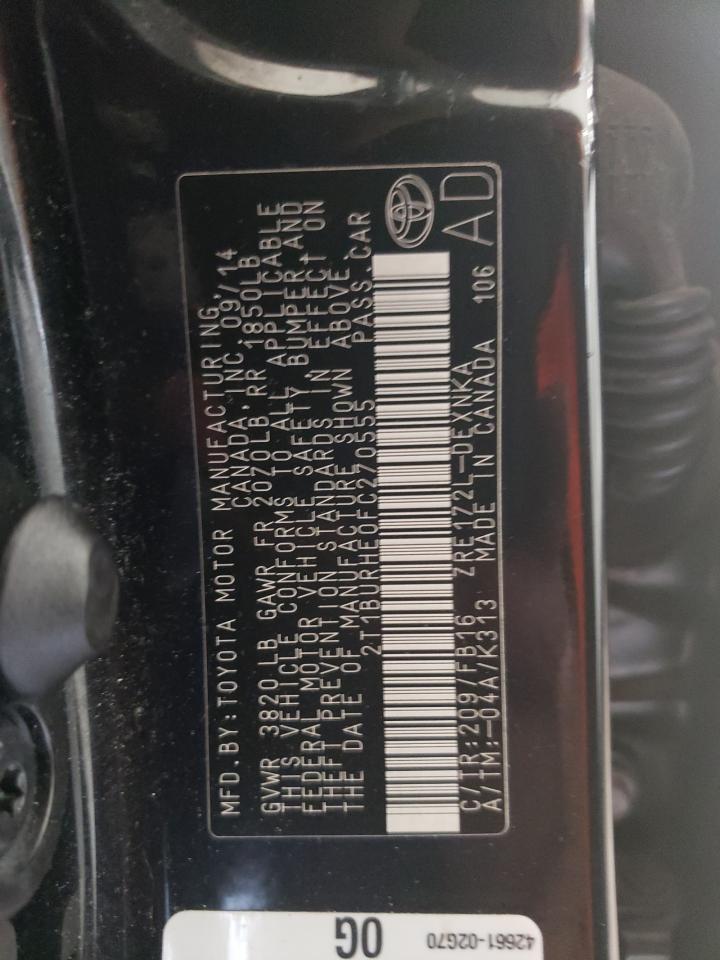 MFD. BY: TOYOTA MOTOR MANUFACTURING,
CANADA, INC. 09/14
GVWR 3820 LB GAWR FR 2070LB RR 1850LB
THIS VEHICLE CONFORMS TO ALL APPLICABLE
FEDERAL MOTOR VEHICLE SAFETY, BUMPER, AND
THEFT PREVENTION STANDARDS IN EFFECT ON
THE DATE OF MANUFACTURE SHOWN ABOVE.
2T1BURHE0FC270555 PASS. CAR
C/TR: 209/FB16 ZRE172L-DEXNKA
A/TM: -04A/K313 MADE IN CANADA 106
AD
0G
42661-02G70